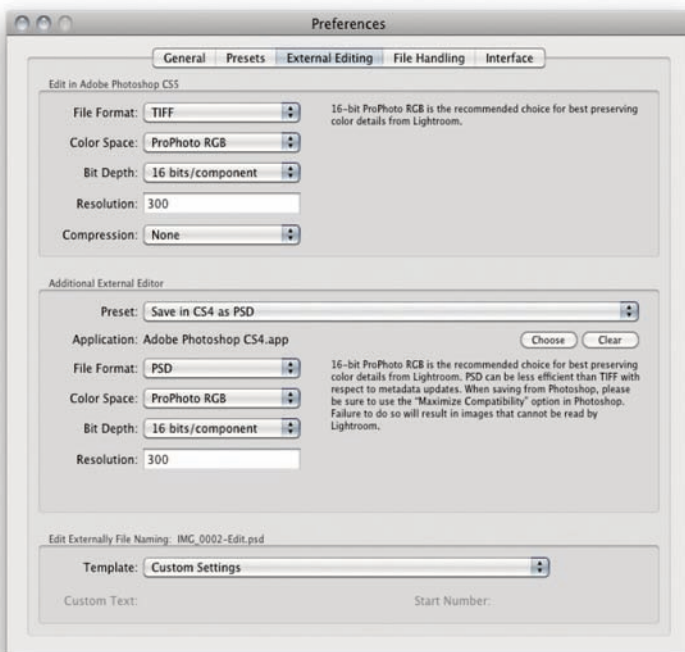 Preferences
General Presets External Editing File Handling Interface
Edit in Adobe Photoshop CS5
File Format: TIFF
16-bit ProPhoto RGB is the recommended choice for best preserving
color details from Lightroom.
Color Space: ProPhoto RGB
Bit Depth: 16 bits/component
Resolution: 300
Compression: None
Additional External Editor
Preset: Save in CS4 as PSD
Application: Adobe Photoshop CS4.app
Choose Clear
File Format: PSD
16-bit ProPhoto RGB is the recommended choice for best preserving
color details from Lightroom. PSD can be less efficient than TIFF with
respect to metadata updates. When saving from Photoshop, please
be sure to use the "Maximize Compatibility" option in Photoshop.
Failure to do so will result in images that cannot be read by
Lightroom.
Color Space: ProPhoto RGB
Bit Depth: 16 bits/component
Resolution: 300
Edit Externally File Naming: IMG_0002-Edit.psd
Template: Custom Settings
Custom Text: Start Number: